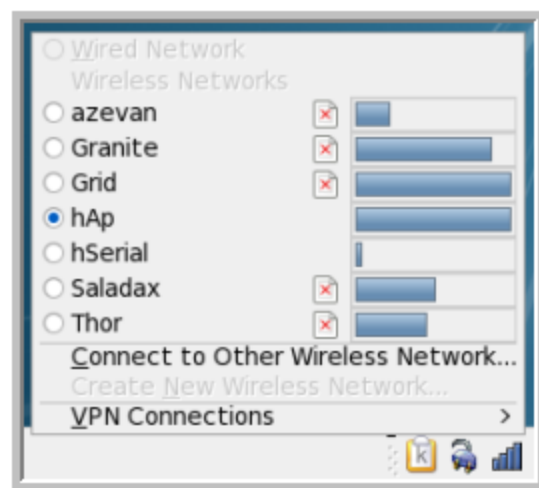 Wired Network
Wireless Networks
azevan
Granite
Grid
hAp
hSerial
Saladax
Thor
Connect to Other Wireless Network...
Create New Wireless Network...
VPN Connections >
k